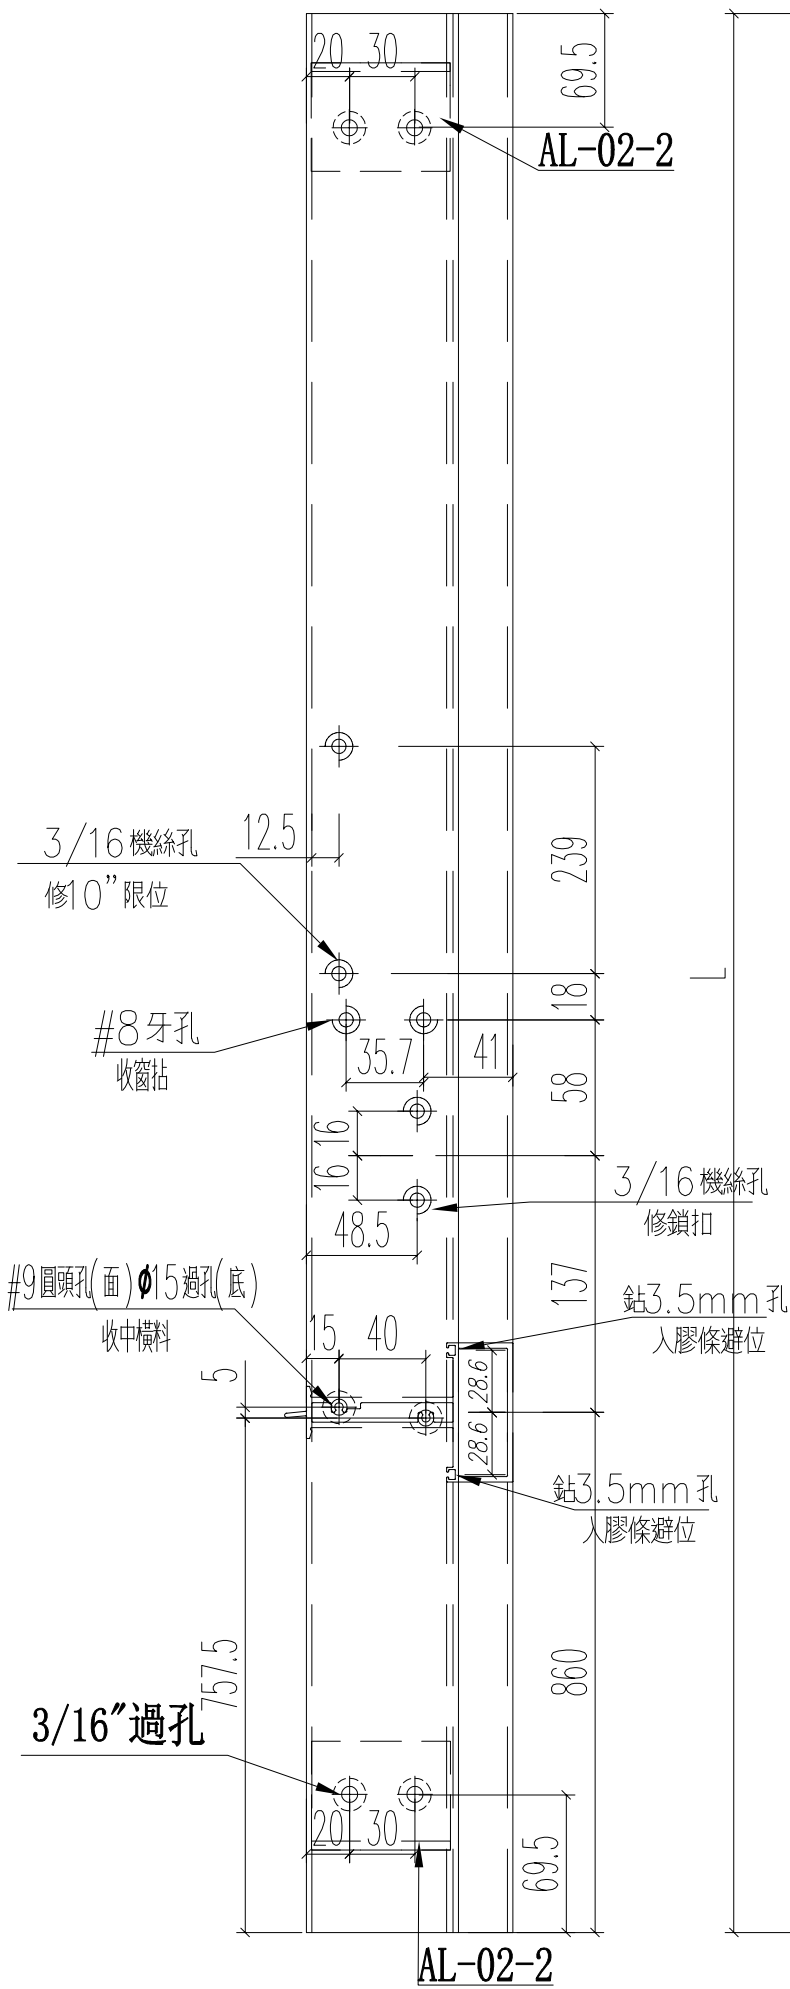 20 30
69.5
AL-02-2
239
12.5
3/16機絲孔
修10"限位
L
18
#8牙孔
收窗拈
35.7
41
58
16
16
3/16機絲孔
修鎖扣
48.5
137
#9圓頭孔(面)ϕ15過孔(底)
收中橫料
鉆3.5mm孔
入膠條避位
15 40
5
28.6
28.6
鉆3.5mm孔
入膠條避位
757.5
860
3/16"過孔
20 30
69.5
AL-02-2